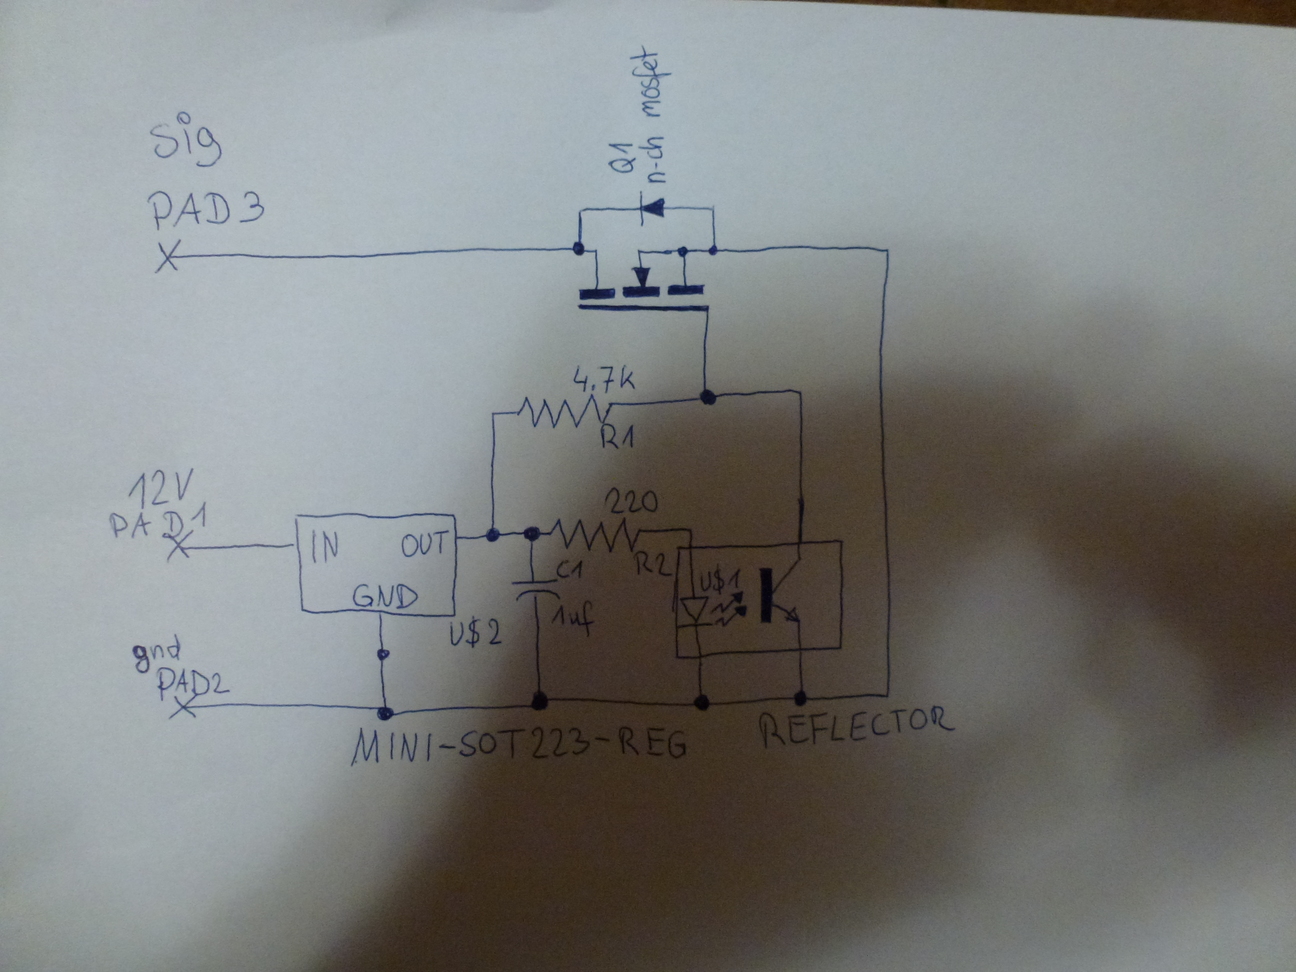 Sig
PAD3
Q1
n-ch mosfet
4.7K
R1
12V
PAD1
IN OUT
GND
U$2
220
R2
C1
1uf
U$1
gnd
PAD2
MINI-SOT223-REG
REFLECTOR